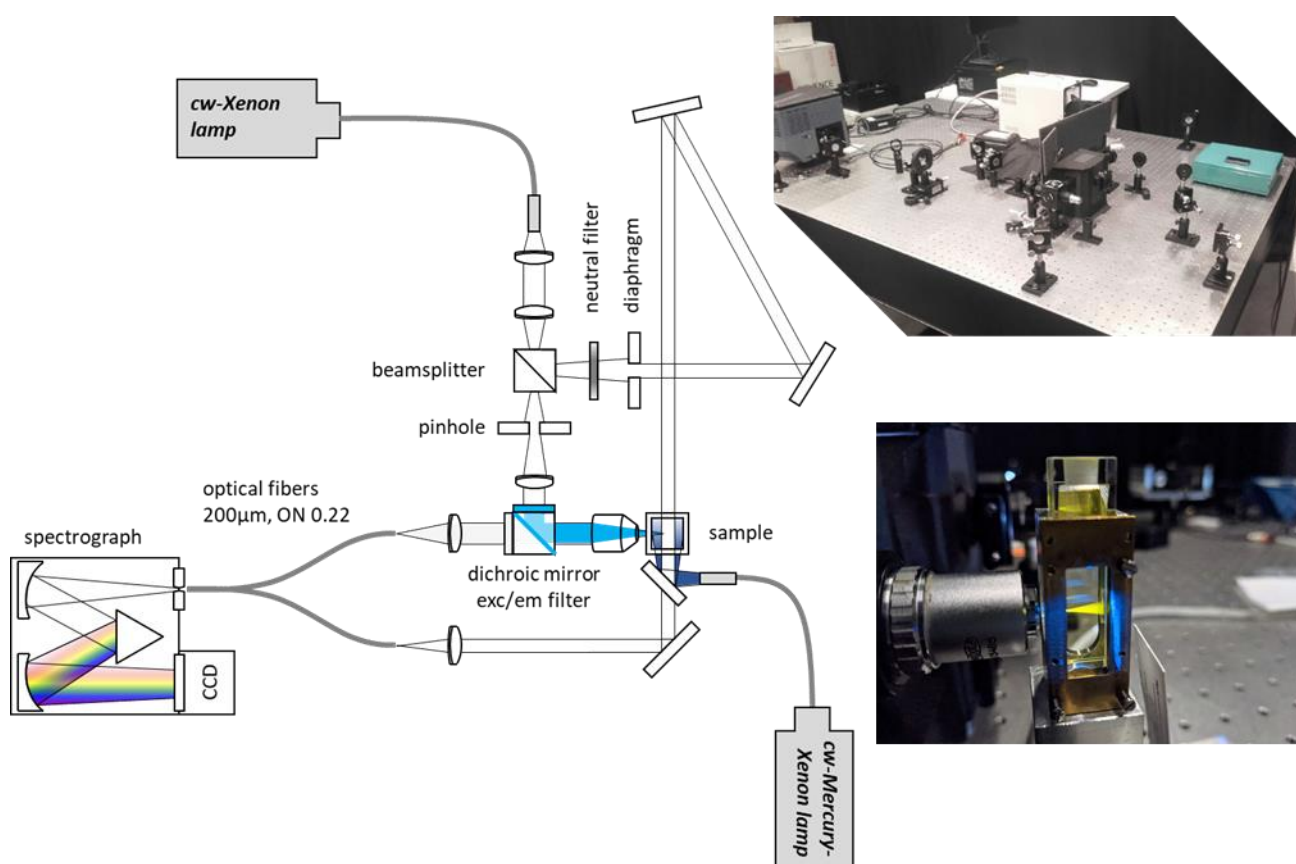 cw-Xenon
lamp
neutral filter
diaphragm
beamsplitter
pinhole
optical fibers
200µm, ON 0.22
spectrograph
sample
dichroic mirror
exc/em filter
CCD
cw-Mercury-
Xenon lamp